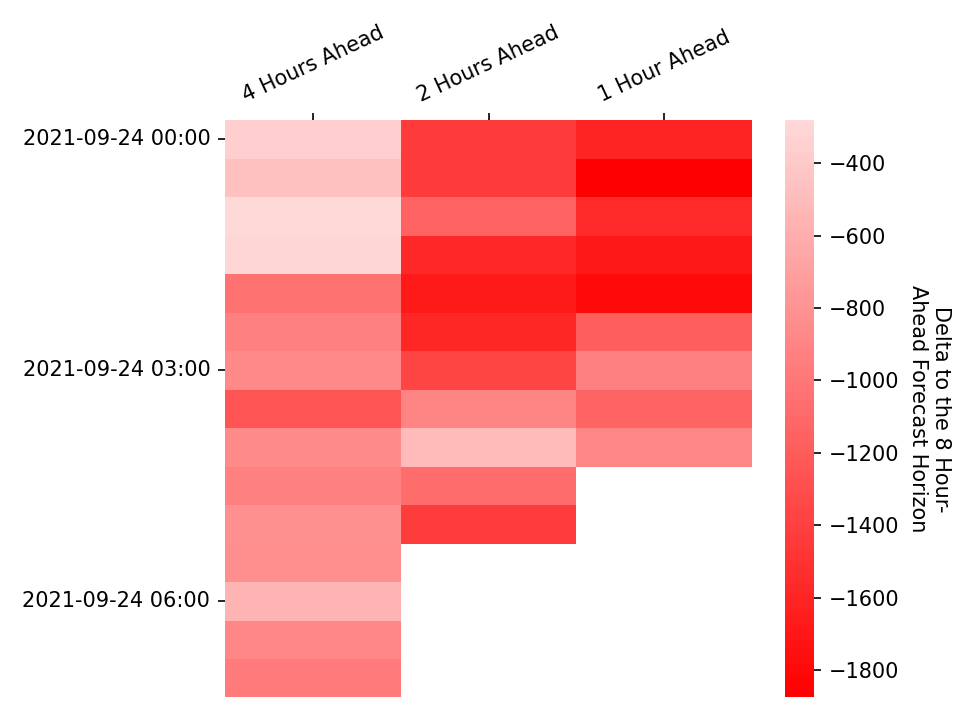 4 Hours Ahead
2 Hours Ahead
1 Hour Ahead
2021-09-24 00:00
2021-09-24 03:00
2021-09-24 06:00
−400
−600
−800
−1000
−1200
−1400
−1600
−1800
Delta to the 8 Hour-
Ahead Forecast Horizon